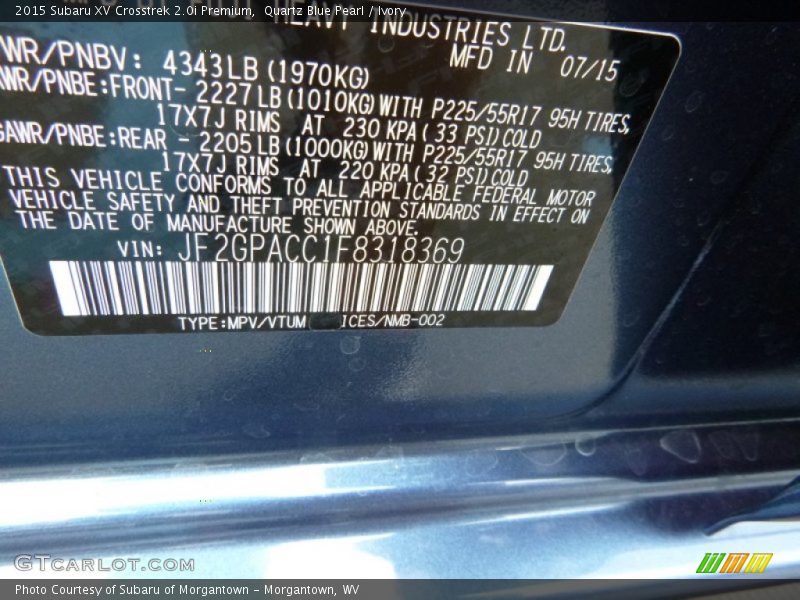 2015 Subaru XV Crosstrek 2.0i Premium, Quartz Blue Pearl / Ivory
HEAVY INDUSTRIES LTD.
MFD IN 07/15
WR/PNBV: 4343LB (1970KG)
AWR/PNBE:FRONT- 2227LB (1010KG) WITH P225/55R17 95H TIRES,
17X7J RIMS AT 230 KPA ( 33 PSI) COLD
GAWR/PNBE:REAR - 2205LB (1000KG) WITH P225/55R17 95H TIRES,
17X7J RIMS AT 220 KPA ( 32 PSI) COLD
THIS VEHICLE CONFORMS TO ALL APPLICABLE FEDERAL MOTOR
VEHICLE SAFETY AND THEFT PREVENTION STANDARDS IN EFFECT ON
THE DATE OF MANUFACTURE SHOWN ABOVE.
VIN: JF2GPACC1F8318369
TYPE:MPV/VTUM ICES/NMB-002
GTCARLOT.COM
Photo Courtesy of Subaru of Morgantown - Morgantown, WV